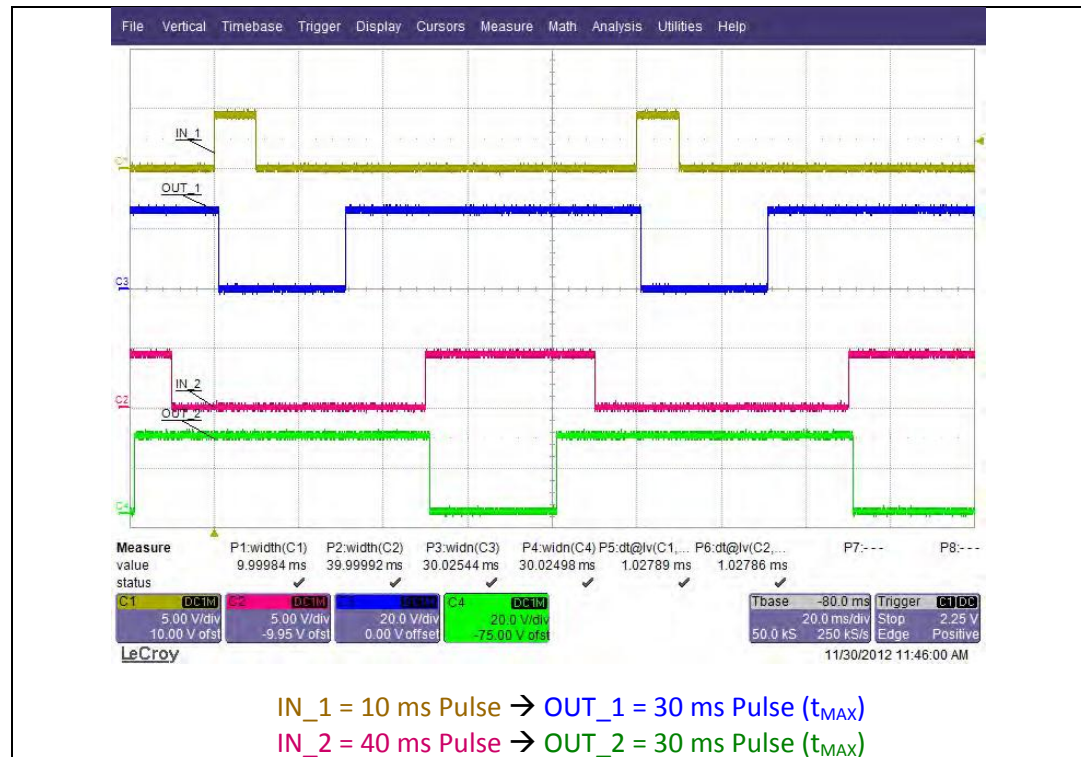 File Vertical Timebase Trigger Display Cursors Measure Math Analysis Utilities Help
IN_1
OUT_1
C3
IN_2
C2
OUT_2
C4
Measure P1:width(C1) P2:width(C2) P3:widn(C3) P4:widn(C4) P5:dt@lv(C1,... P6:dt@lv(C2,... P7:--- P8:---
value 9.99984 ms 39.99992 ms 30.02544 ms 30.02498 ms 1.02789 ms 1.02786 ms
status ✓ ✓ ✓ ✓ ✓ ✓
C1 DC1M
5.00 V/div
10.00 V ofst
DC1M
5.00 V/div
-9.95 V ofst
20.0 V/div
0.00 V offset
C4 DC1M
20.0 V/div
-75.00 V ofst
Tbase -80.0 ms
20.0 ms/div
50.0 kS 250 kS/s
Trigger C1 DC
Stop 2.25 V
Edge Positive
LeCroy
11/30/2012 11:46:00 AM
IN_1 = 10 ms Pulse → OUT_1 = 30 ms Pulse (tMAX)
IN_2 = 40 ms Pulse → OUT_2 = 30 ms Pulse (tMAX)